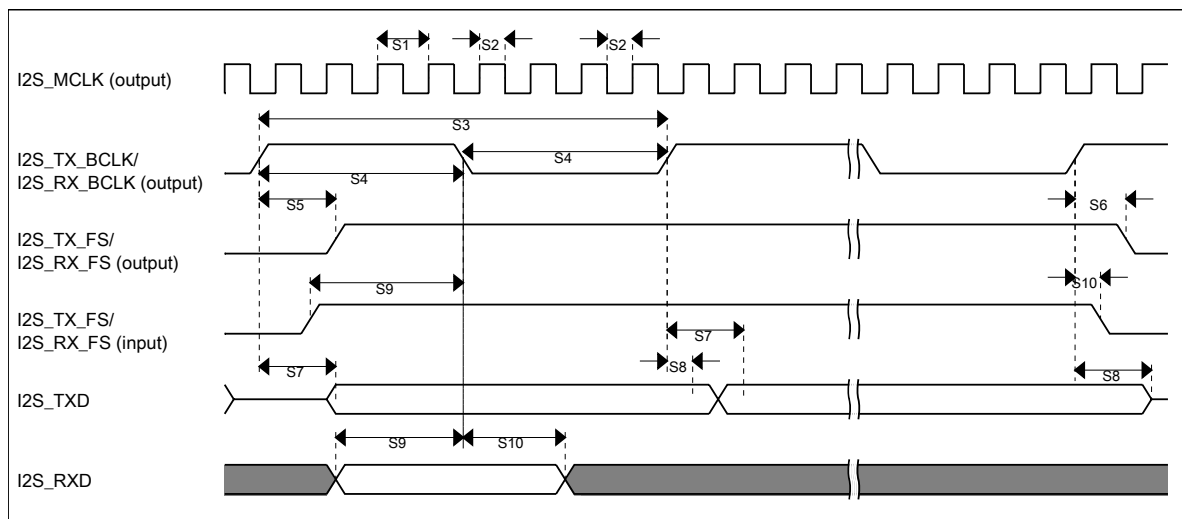 S1
S2
S2
I2S_MCLK (output)
S3
I2S_TX_BCLK/
I2S_RX_BCLK (output)
S4
S4
S5
S6
I2S_TX_FS/
I2S_RX_FS (output)
S9
S10
I2S_TX_FS/
I2S_RX_FS (input)
S7
S7
S8
S8
I2S_TXD
S9
S10
I2S_RXD